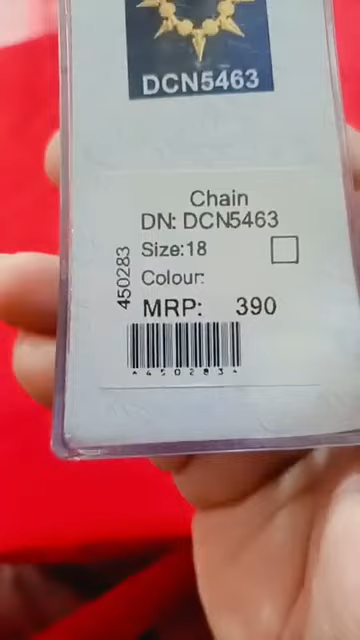 DCN5463
Chain
DN: DCN5463
Size:18
Colour:
MRP: 390
450283
*450283*